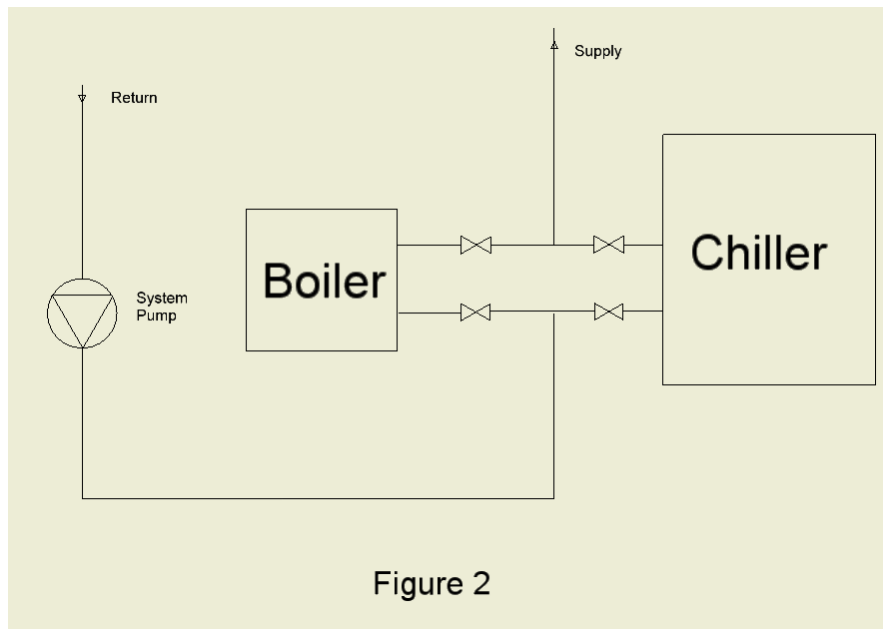 Supply
Return
Boiler
Chiller
System
Pump
Figure 2